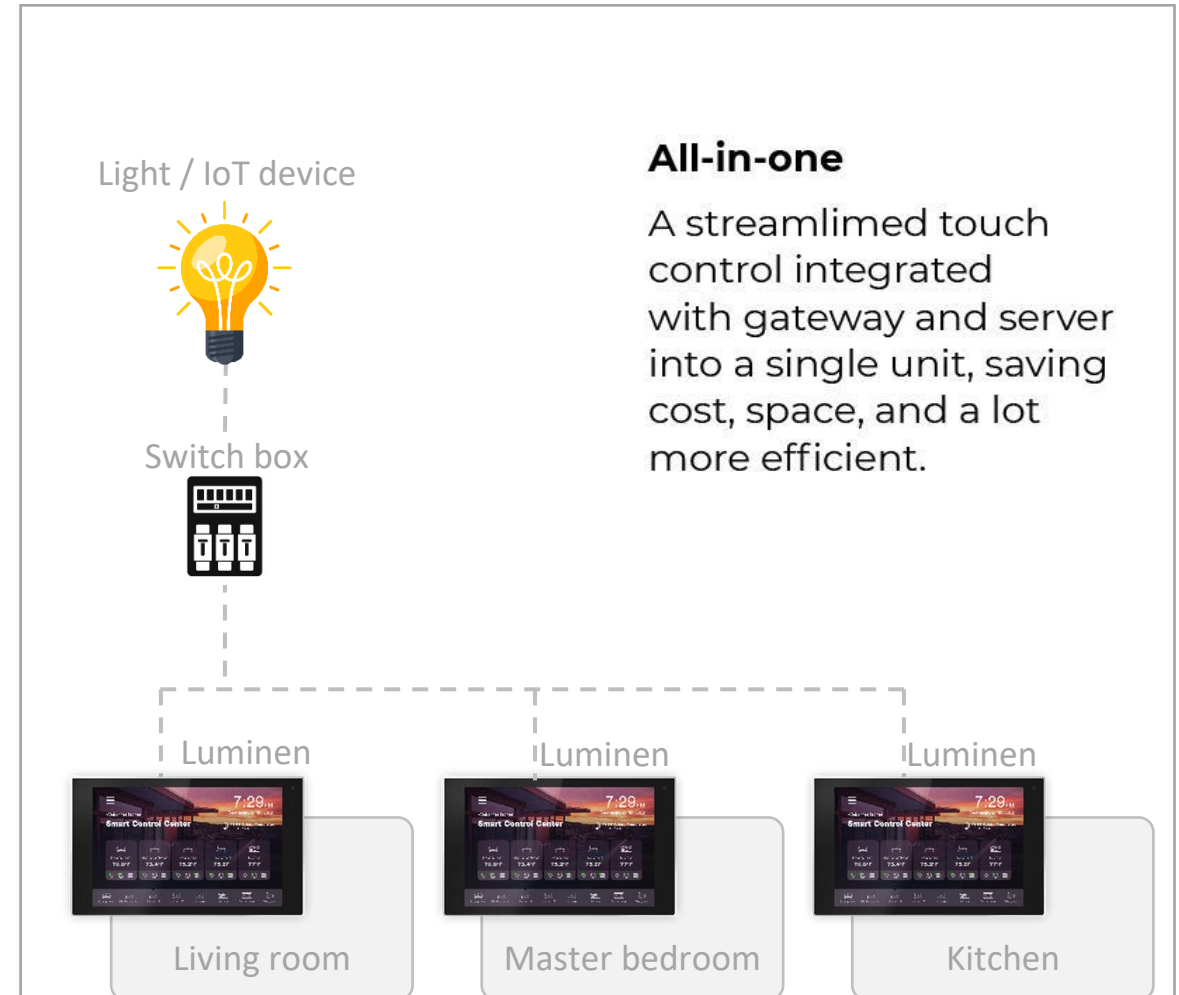 Light / IoT device
All-in-one
A streamlimed touch
control integrated
with gateway and server
into a single unit, saving
cost, space, and a lot
more efficient.
Switch box
Luminen
Luminen
Luminen
7:29
Smart Control Center
7:29
Smart Control Center
7:29
Smart Control Center
Living room
Master bedroom
Kitchen